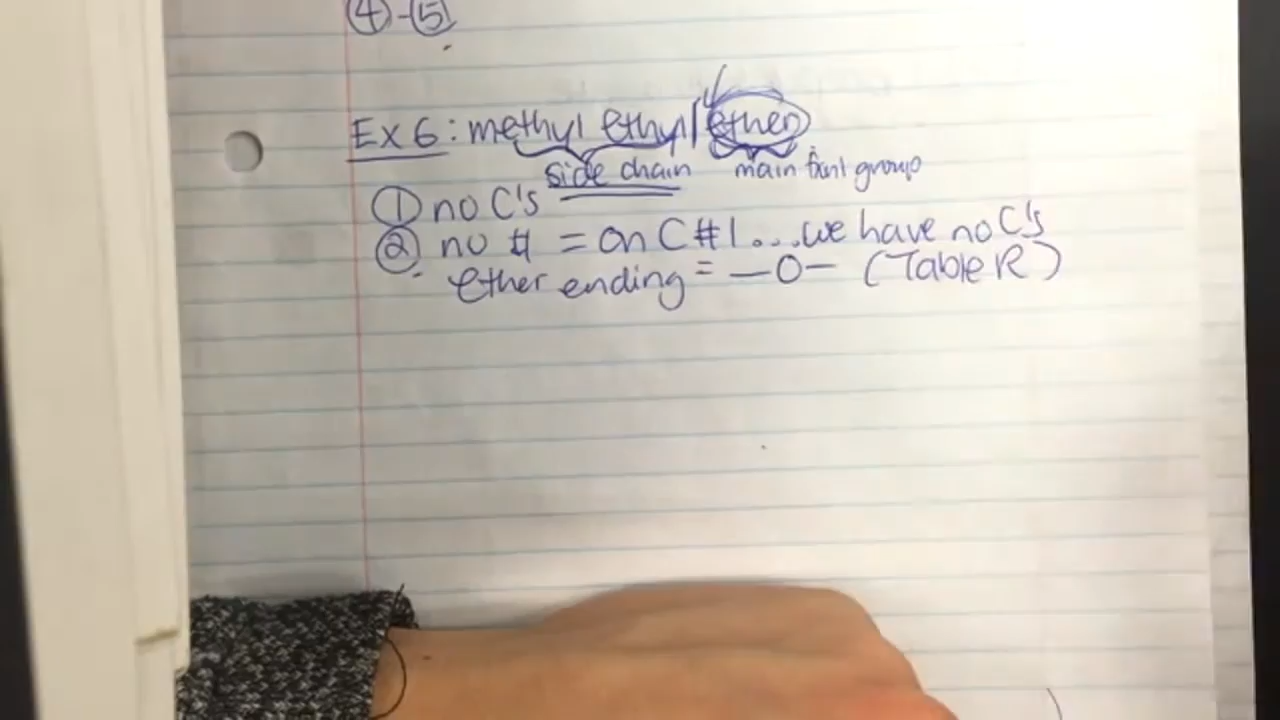 ④-⑤
Ex 6: methyl ethyl ether
side chain main funt group
① no C's
② no # = on C#1...we have no C's
ether ending = -O- (Table R)